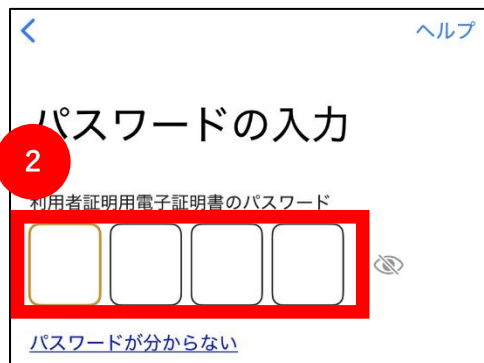 ヘルプ
パスワードの入力
2
利用者証明用電子証明書のパスワード
パスワードが分からない